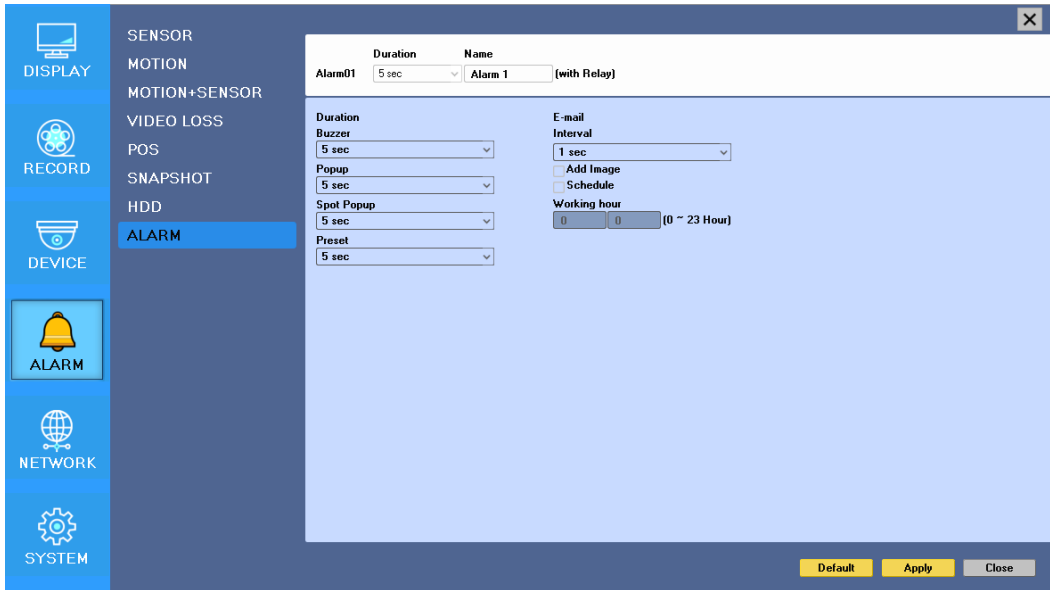 DISPLAY
RECORD
DEVICE
ALARM
NETWORK
SYSTEM
SENSOR
MOTION
MOTION+SENSOR
VIDEO LOSS
POS
SNAPSHOT
HDD
ALARM
Duration Name
Alarm01 5 sec Alarm 1 (with Relay)
Duration
Buzzer
5 sec
Popup
5 sec
Spot Popup
5 sec
Preset
5 sec
E-mail
Interval
1 sec
Add Image
Schedule
Working hour
0 0 (0 ~ 23 Hour)
Default Apply Close